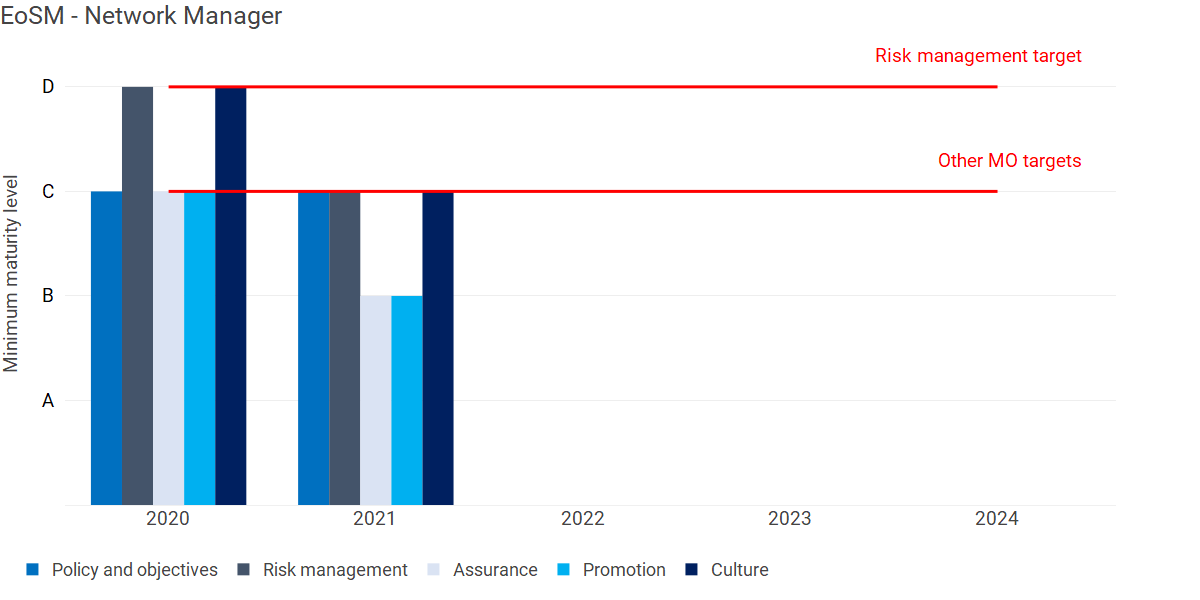 EoSM - Network Manager
Risk management target
D
Other MO targets
C
Minimum maturity level
B
A
2020 2021 2022 2023 2024
Policy and objectives Risk management Assurance Promotion Culture